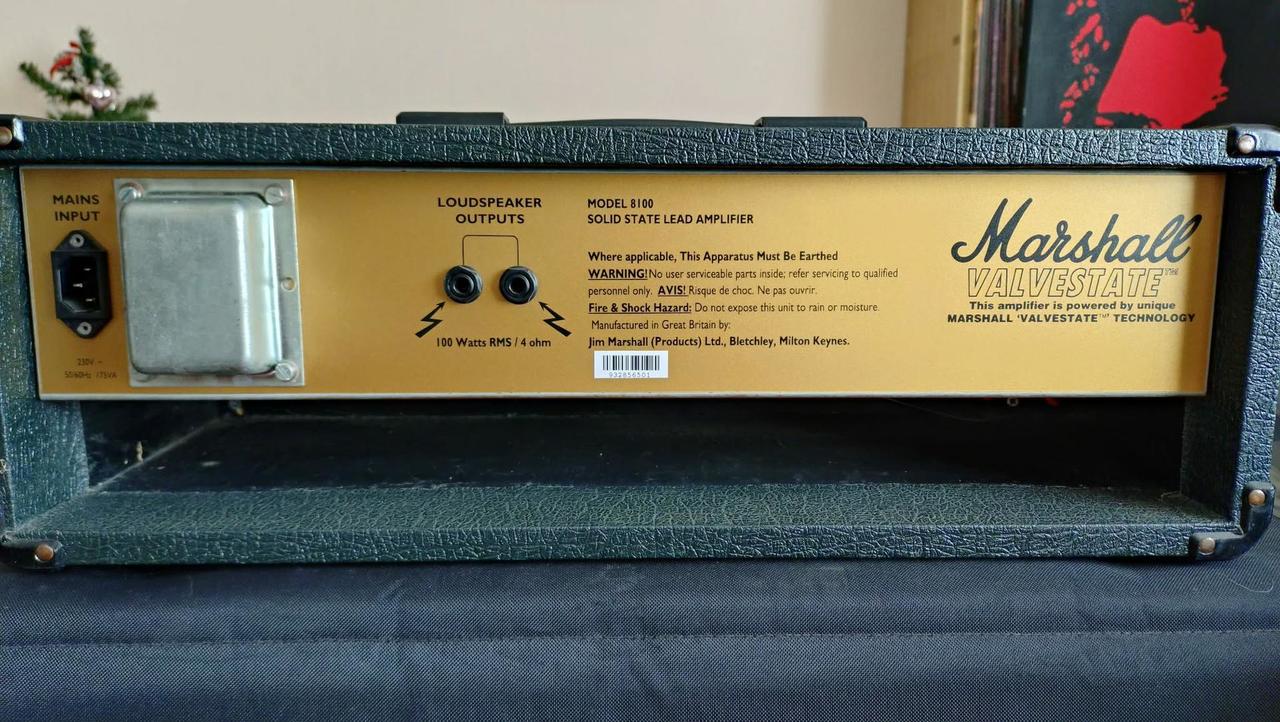 MAINS
INPUT
230V ~
50/60Hz 175VA
LOUDSPEAKER
OUTPUTS
100 Watts RMS / 4 ohm
MODEL 8100
SOLID STATE LEAD AMPLIFIER
Where applicable, This Apparatus Must Be Earthed
WARNING! No user serviceable parts inside; refer servicing to qualified
personnel only. AVIS! Risque de choc. Ne pas ouvrir.
Fire & Shock Hazard: Do not expose this unit to rain or moisture.
Manufactured in Great Britain by:
Jim Marshall (Products) Ltd., Bletchley, Milton Keynes.
932856501
Marshall
VALVESTATE™
This amplifier is powered by unique
MARSHALL 'VALVESTATE™' TECHNOLOGY